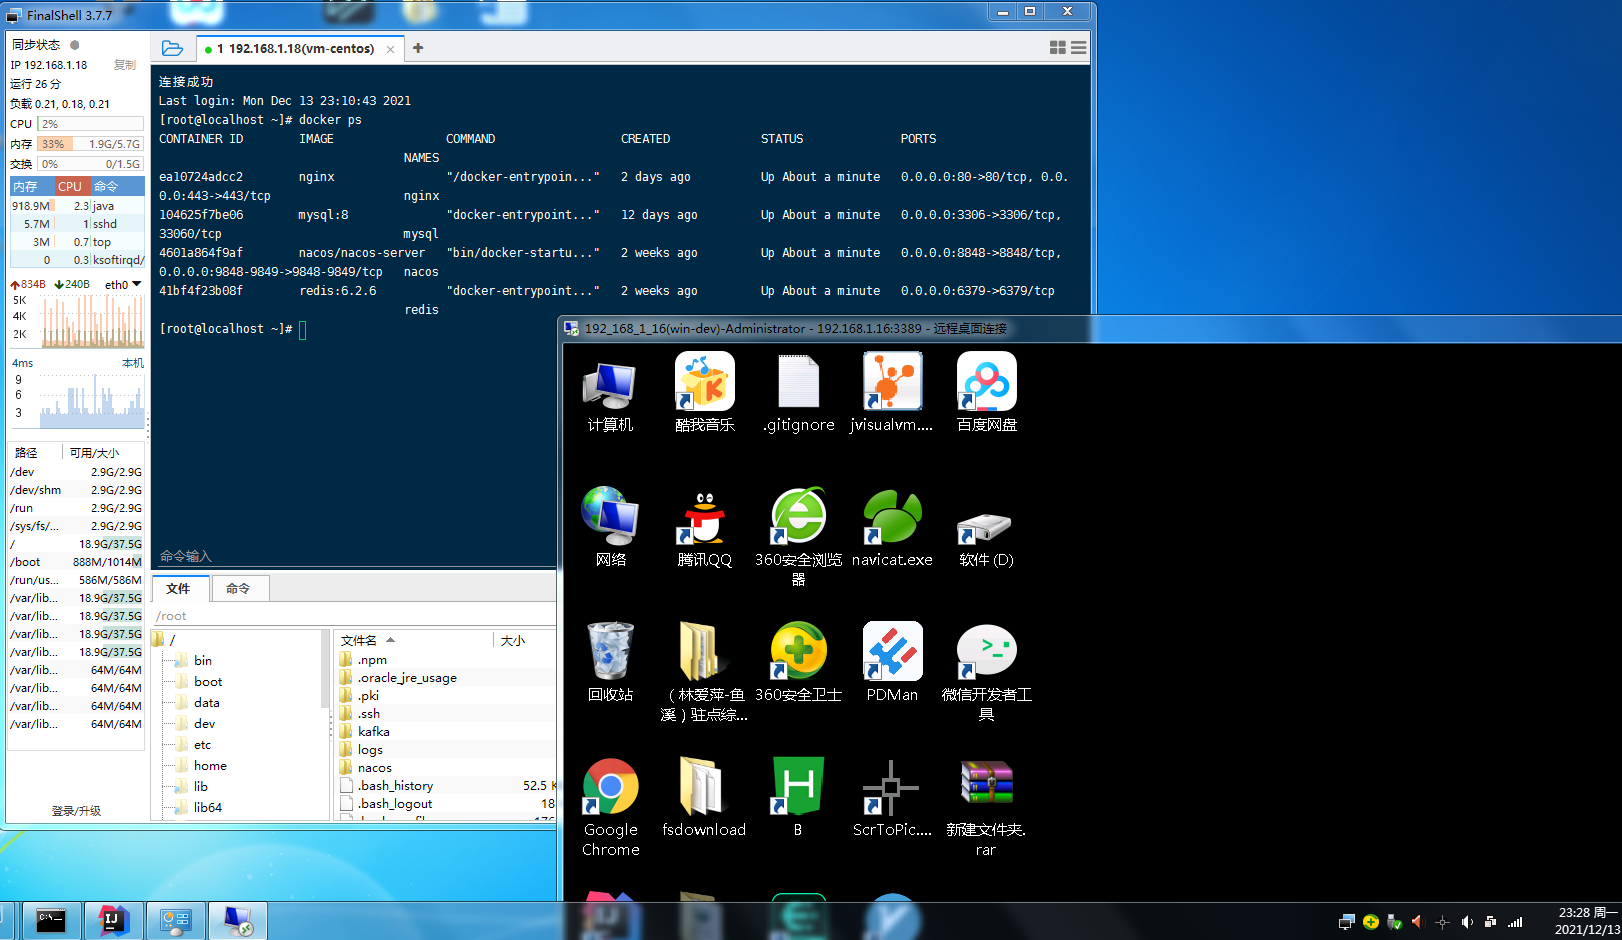 FinalShell 3.7.7
同步状态
IP 192.168.1.18 复制
运行 26 分
负载 0.21, 0.18, 0.21
CPU 2%
内存 33% 1.9G/5.7G
交换 0% 0/1.5G
内存 CPU 命令
918.9M 2.3 java
5.7M 1 sshd
3M 0.7 top
0 0.3 ksoftirqd/
834B 240B eth0
5K
4K
2K
4ms 本机
9
6
3
路径 可用/大小
/dev 2.9G/2.9G
/dev/shm 2.9G/2.9G
/run 2.9G/2.9G
/sys/fs/... 2.9G/2.9G
/ 18.9G/37.5G
/boot 888M/1014M
/run/us... 586M/586M
/var/lib... 18.9G/37.5G
/var/lib... 18.9G/37.5G
/var/lib... 18.9G/37.5G
/var/lib... 18.9G/37.5G
/var/lib... 64M/64M
/var/lib... 64M/64M
/var/lib... 64M/64M
/var/lib... 64M/64M
登录/升级
1 192.168.1.18(vm-centos)
连接成功
Last login: Mon Dec 13 23:10:43 2021
[root@localhost ~]# docker ps
CONTAINER ID IMAGE COMMAND CREATED STATUS PORTS
NAMES
ea10724adcc2 nginx "/docker-entrypoin..." 2 days ago Up About a minute 0.0.0.0:80->80/tcp, 0.0.
0.0:443->443/tcp nginx
104625f7be06 mysql:8 "docker-entrypoint..." 12 days ago Up About a minute 0.0.0.0:3306->3306/tcp,
33060/tcp mysql
4601a864f9af nacos/nacos-server "bin/docker-startu..." 2 weeks ago Up About a minute 0.0.0.0:8848->8848/tcp,
0.0.0.0:9848-9849->9848-9849/tcp nacos
41bf4f23b08f redis:6.2.6 "docker-entrypoint..." 2 weeks ago Up About a minute 0.0.0.0:6379->6379/tcp
redis
[root@localhost ~]#
命令输入
文件 命令
/root
/
bin
boot
data
dev
etc
home
lib
lib64
文件名 大小
.npm
.oracle_jre_usage
.pki
.ssh
kafka
logs
nacos
.bash_history 52.5
.bash_logout 18
192_168_1_16(win-dev)-Administrator - 192.168.1.16:3389 - 远程桌面连接
计算机 酷我音乐 .gitignore jvisualvm.... 百度网盘
网络 腾讯QQ 360安全浏览
器 navicat.exe 软件 (D)
回收站 （林爱萍-鱼
溪）驻点综... 360安全卫士 PDMan 微信开发者工
具
Google
Chrome fsdownload B ScrToPic.... 新建文件夹.
rar
23:28 周一
2021/12/13